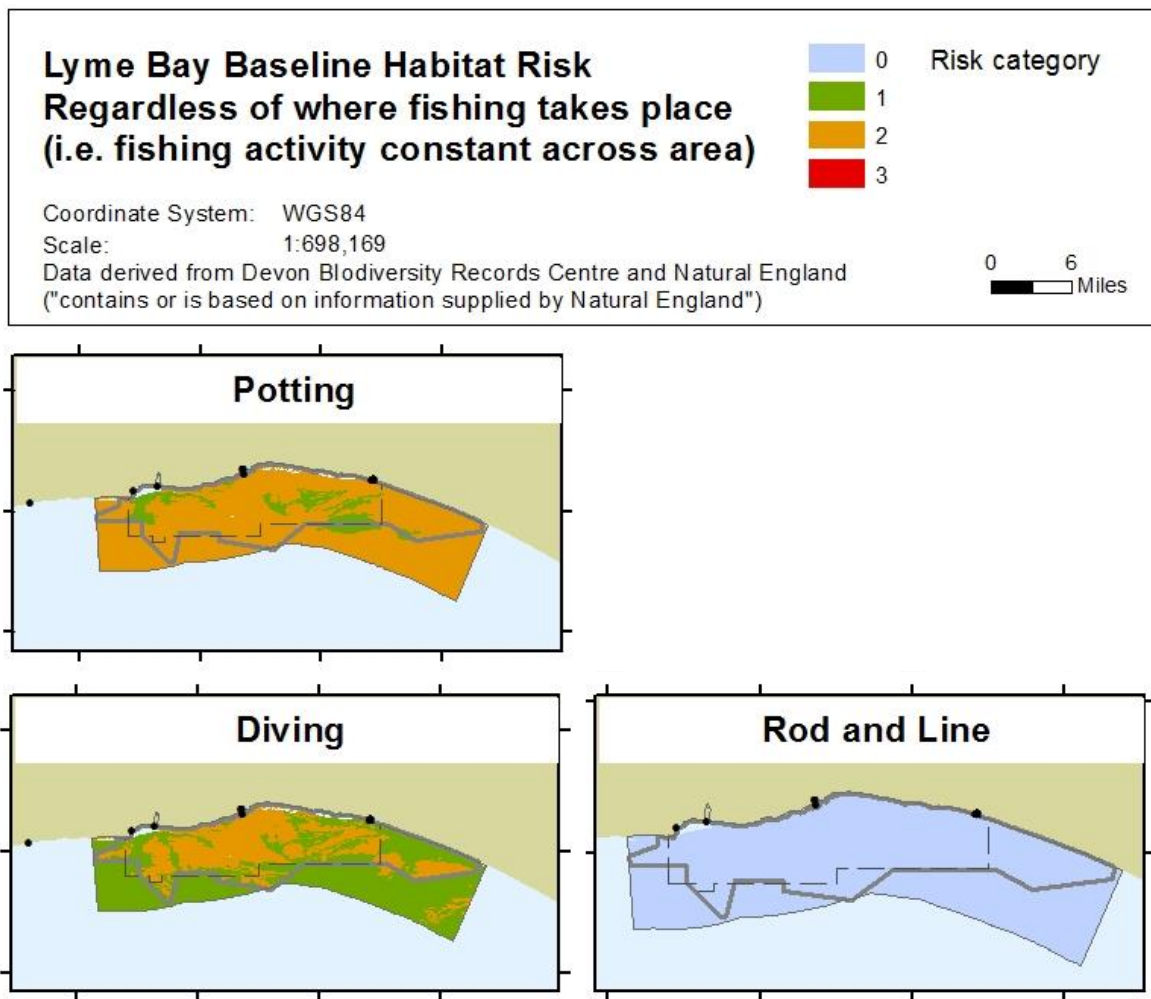 Lyme Bay Baseline Habitat Risk
Regardless of where fishing takes place
(i.e. fishing activity constant across area)
Coordinate System: WGS84
Scale: 1:698,169
Data derived from Devon BIodiversity Records Centre and Natural England
("contains or is based on information supplied by Natural England")
0 Risk category
1
2
3
0 6
Miles
Potting
Diving
Rod and Line